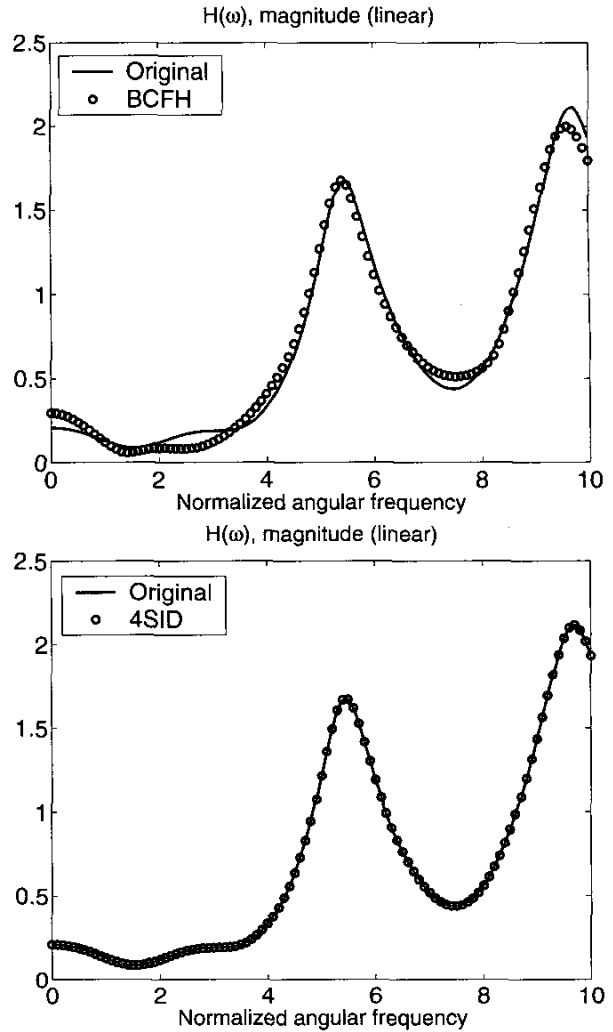 H(ω), magnitude (linear)
2.5
Original
BCFH
2
1.5
1
0.5
0
0 2 4 6 8 10
Normalized angular frequency
H(ω), magnitude (linear)
2.5
Original
4SID
2
1.5
1
0.5
0
0 2 4 6 8 10
Normalized angular frequency